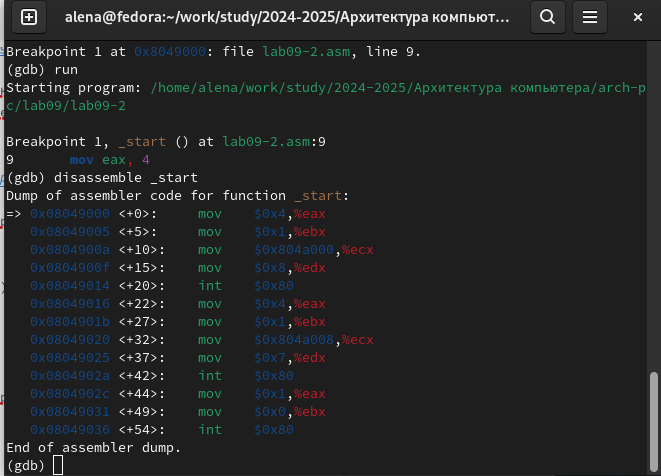 alena@fedora:~/work/study/2024-2025/Архитектура компьют...
Breakpoint 1 at 0x8049000: file lab09-2.asm, line 9.
(gdb) run
Starting program: /home/alena/work/study/2024-2025/Архитектура компьютера/arch-p
c/lab09/lab09-2
Breakpoint 1, _start () at lab09-2.asm:9
9       mov eax, 4
(gdb) disassemble _start
Dump of assembler code for function _start:
=> 0x08049000 <+0>:    mov    $0x4,%eax
   0x08049005 <+5>:    mov    $0x1,%ebx
   0x0804900a <+10>:   mov    $0x804a000,%ecx
   0x0804900f <+15>:   mov    $0x8,%edx
   0x08049014 <+20>:   int    $0x80
   0x08049016 <+22>:   mov    $0x4,%eax
   0x0804901b <+27>:   mov    $0x1,%ebx
   0x08049020 <+32>:   mov    $0x804a008,%ecx
   0x08049025 <+37>:   mov    $0x7,%edx
   0x0804902a <+42>:   int    $0x80
   0x0804902c <+44>:   mov    $0x1,%eax
   0x08049031 <+49>:   mov    $0x0,%ebx
   0x08049036 <+54>:   int    $0x80
End of assembler dump.
(gdb)